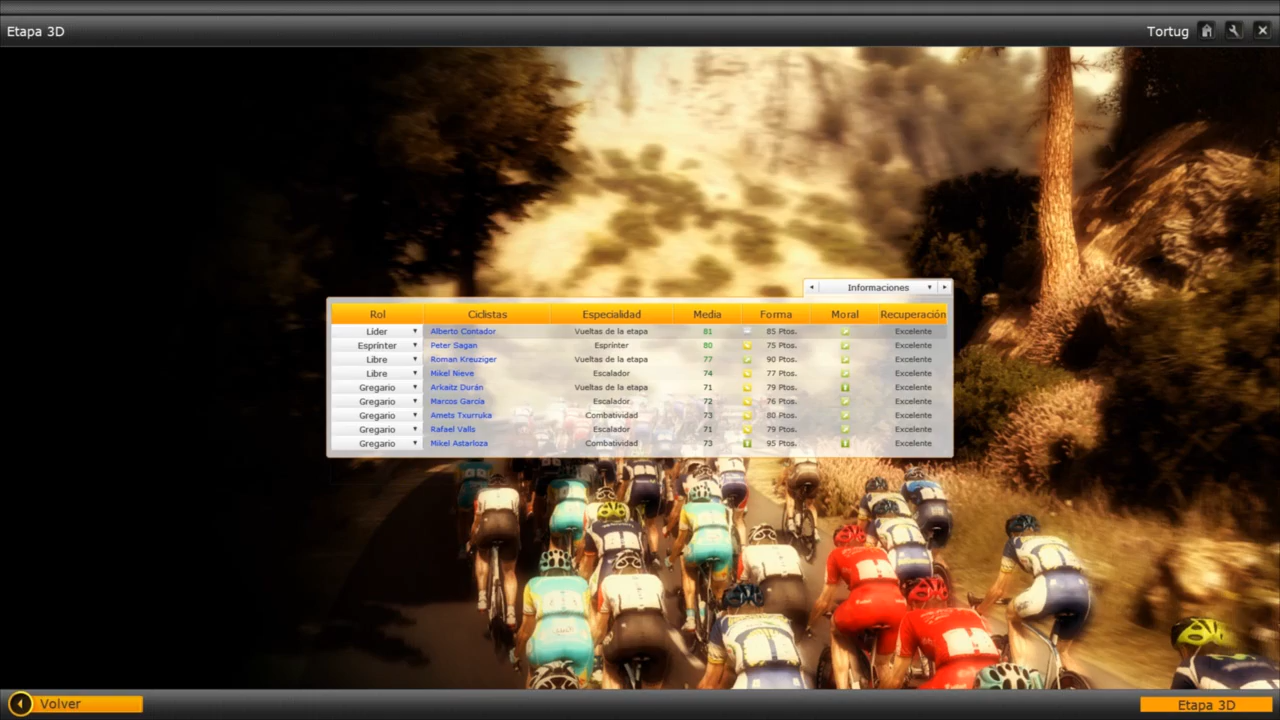 Etapa 3D Tortug
Informaciones
Rol Ciclistas Especialidad Media Forma Moral Recuperación
Líder Alberto Contador Vueltas de la etapa 81 85 Ptos. Excelente
Esprínter Peter Sagan Esprínter 80 75 Ptos. Excelente
Libre Roman Kreuziger Vueltas de la etapa 77 90 Ptos. Excelente
Libre Mikel Nieve Escalador 74 77 Ptos. Excelente
Gregario Arkaitz Durán Vueltas de la etapa 71 79 Ptos. Excelente
Gregario Marcos García Escalador 72 76 Ptos. Excelente
Gregario Amets Txurruka Combatividad 73 80 Ptos. Excelente
Gregario Rafael Valls Escalador 71 79 Ptos. Excelente
Gregario Mikel Astarloza Combatividad 73 95 Ptos. Excelente
Volver Etapa 3D